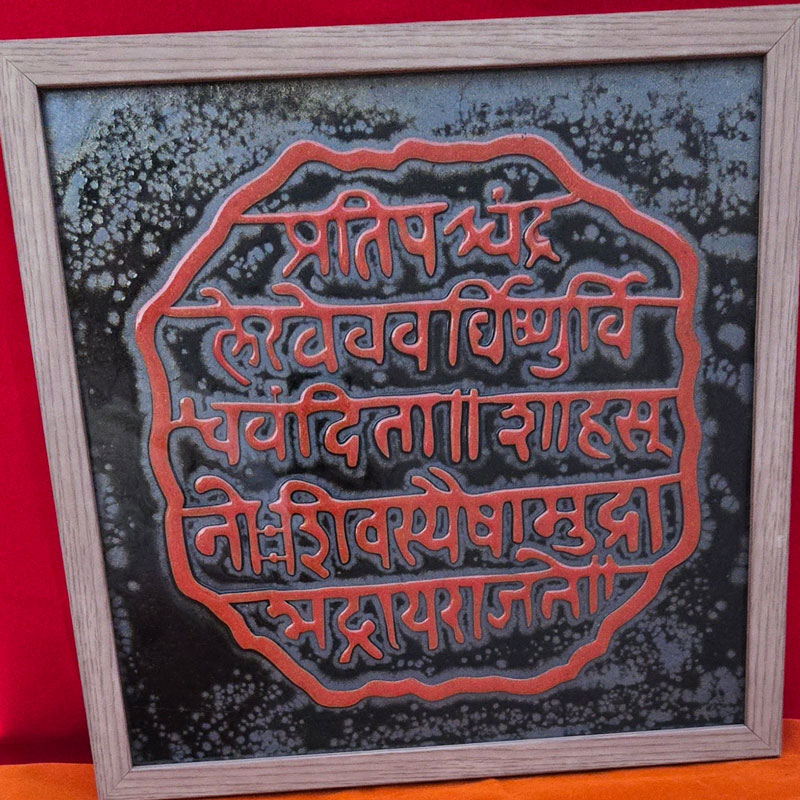 प्रतिपच्चंद्र
लेखेववर्धिष्णुर्वि
श्ववंदिता॥शाहसू
नोःशिवस्यैषामुद्रा
भद्रायराजते॥